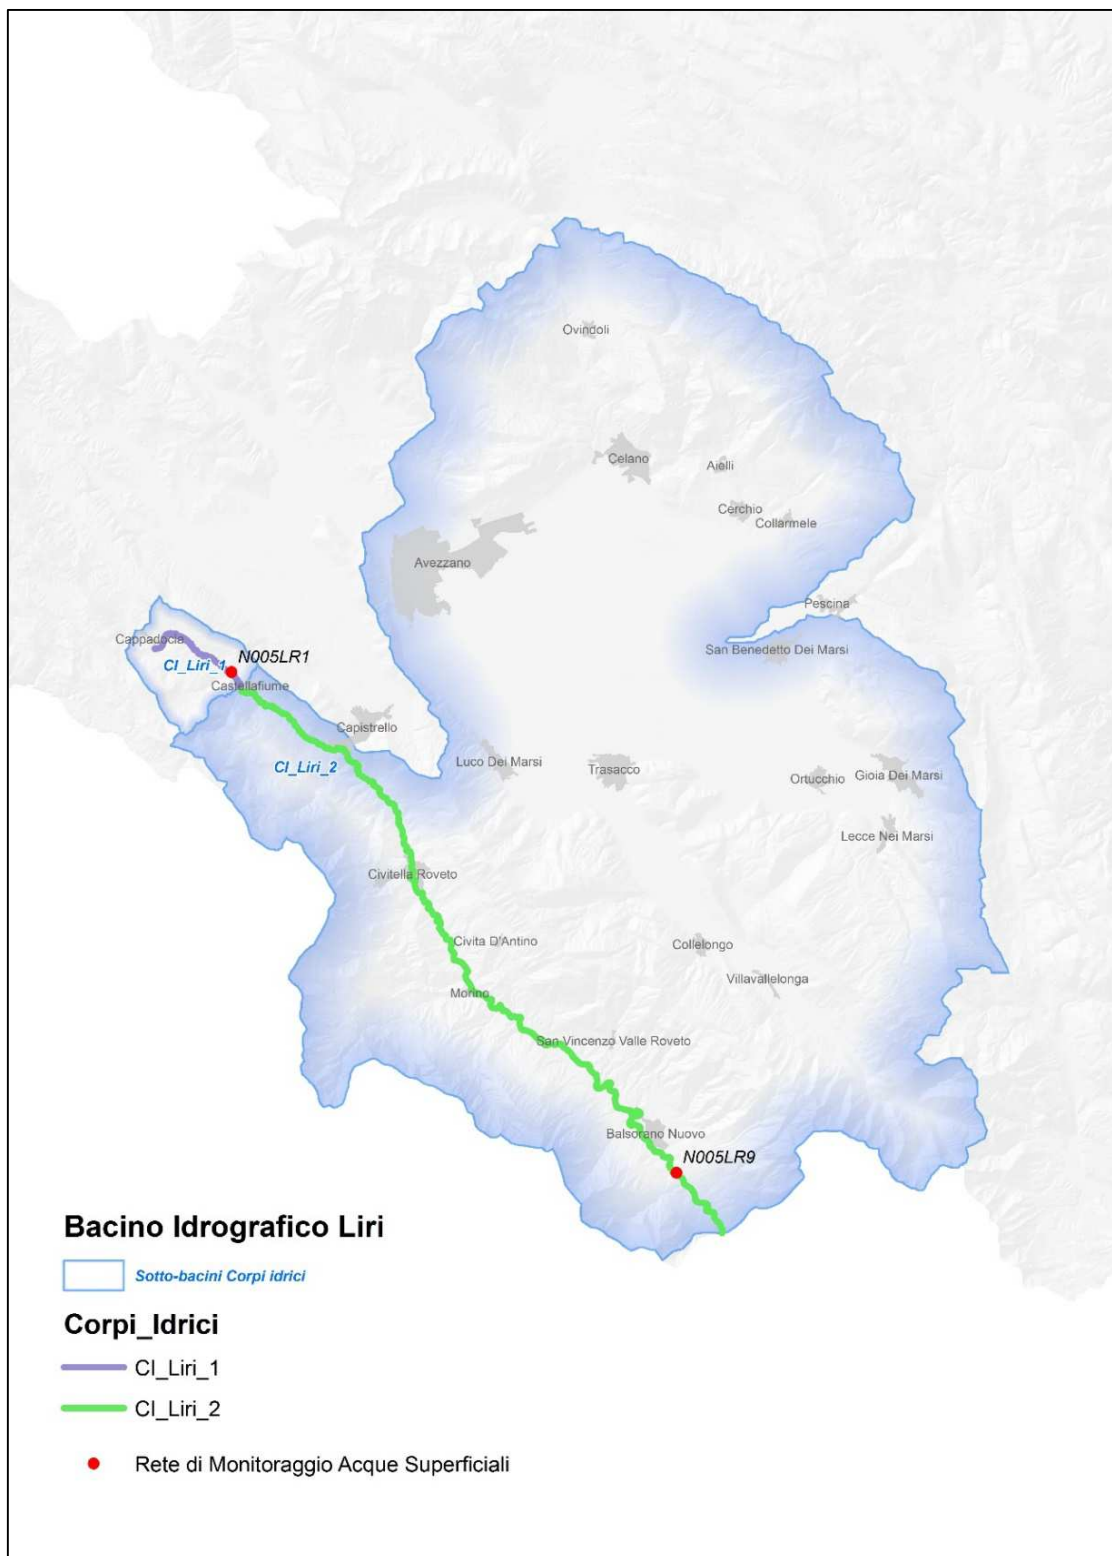 Ovindoli
Celano
Aielli
Cerchio
Collarmele
Avezzano
Pescina
Cappadocia
San Benedetto Dei Marsi
N005LR1
CI_Liri_1
Castellafiume
Capistrello
CI_Liri_2
Luco Dei Marsi
Trasacco
Ortucchio
Gioia Dei Marsi
Lecce Nei Marsi
Civitella Roveto
Civita D'Antino
Collelongo
Villavallelonga
Morino
San Vincenzo Valle Roveto
Balsorano Nuovo
N005LR9
Bacino Idrografico Liri
Sotto-bacini Corpi idrici
Corpi_Idrici
CI_Liri_1
CI_Liri_2
Rete di Monitoraggio Acque Superficiali